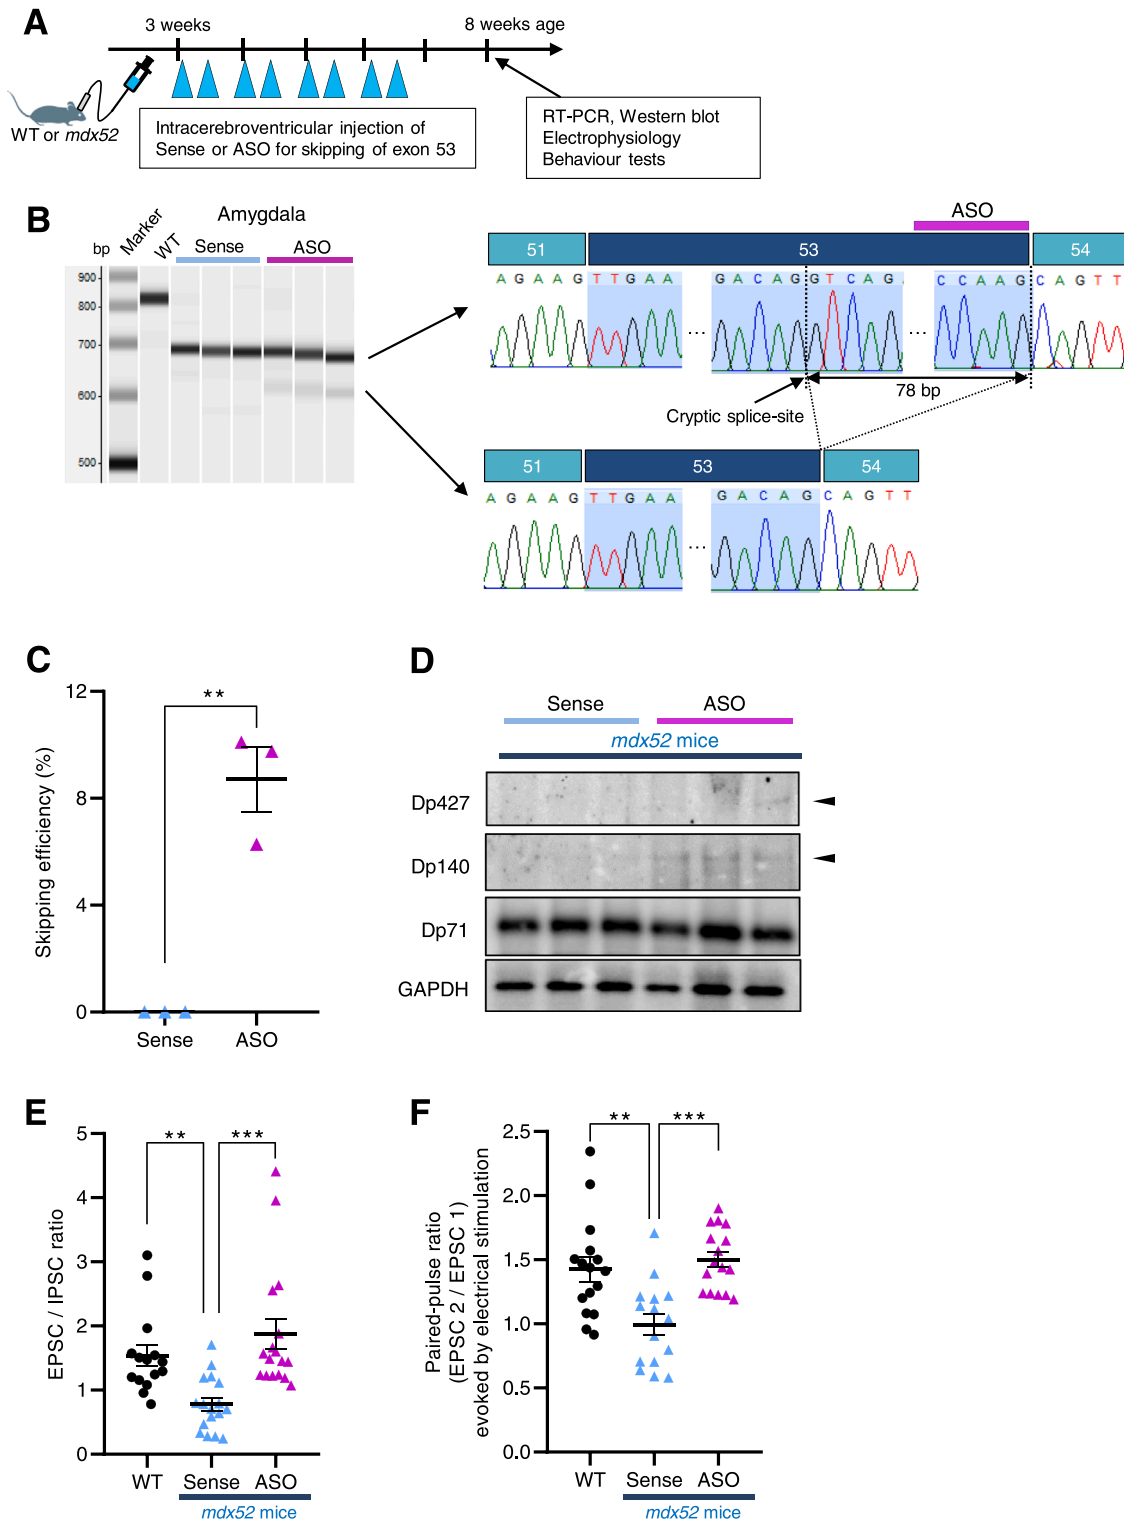 A
3 weeks
8 weeks age
WT or mdx52
Intracerebroventricular injection of
Sense or ASO for skipping of exon 53
RT-PCR, Western blot
Electrophysiology
Behaviour tests
B
Amygdala
bp
Marker
WT
Sense
ASO
900
800
700
600
500
ASO
51
53
54
A G A A G T T G A A
G A C A G G T C A G
C C A A G C A G T T
...
...
78 bp
Cryptic splice-site
51
53
54
A G A A G T T G A A
G A C A G C A G T T
...
C
Skipping efficiency (%)
12
8
4
0
**
Sense
ASO
D
Sense
ASO
mdx52 mice
Dp427
Dp140
Dp71
GAPDH
E
EPSC / IPSC ratio
5
4
3
2
1
0
**
***
WT
Sense
ASO
mdx52 mice
F
Paired-pulse ratio
(EPSC 2 / EPSC 1)
evoked by electrical stimulation
2.5
2.0
1.5
1.0
0.5
0.0
**
***
WT
Sense
ASO
mdx52 mice